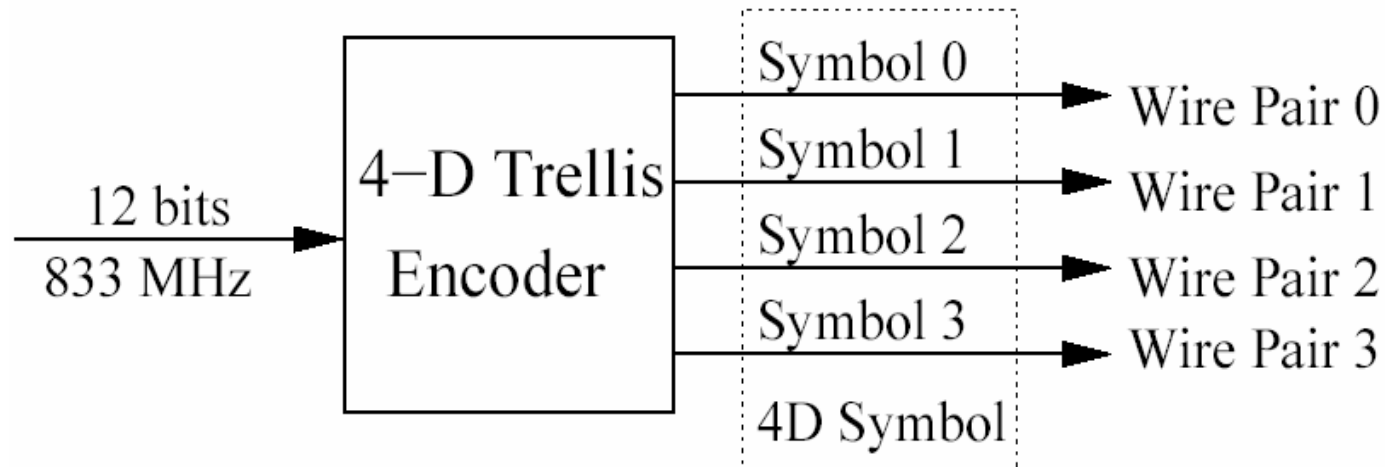 12 bits
833 MHz
4−D Trellis
Encoder
Symbol 0
Symbol 1
Symbol 2
Symbol 3
4D Symbol
Wire Pair 0
Wire Pair 1
Wire Pair 2
Wire Pair 3